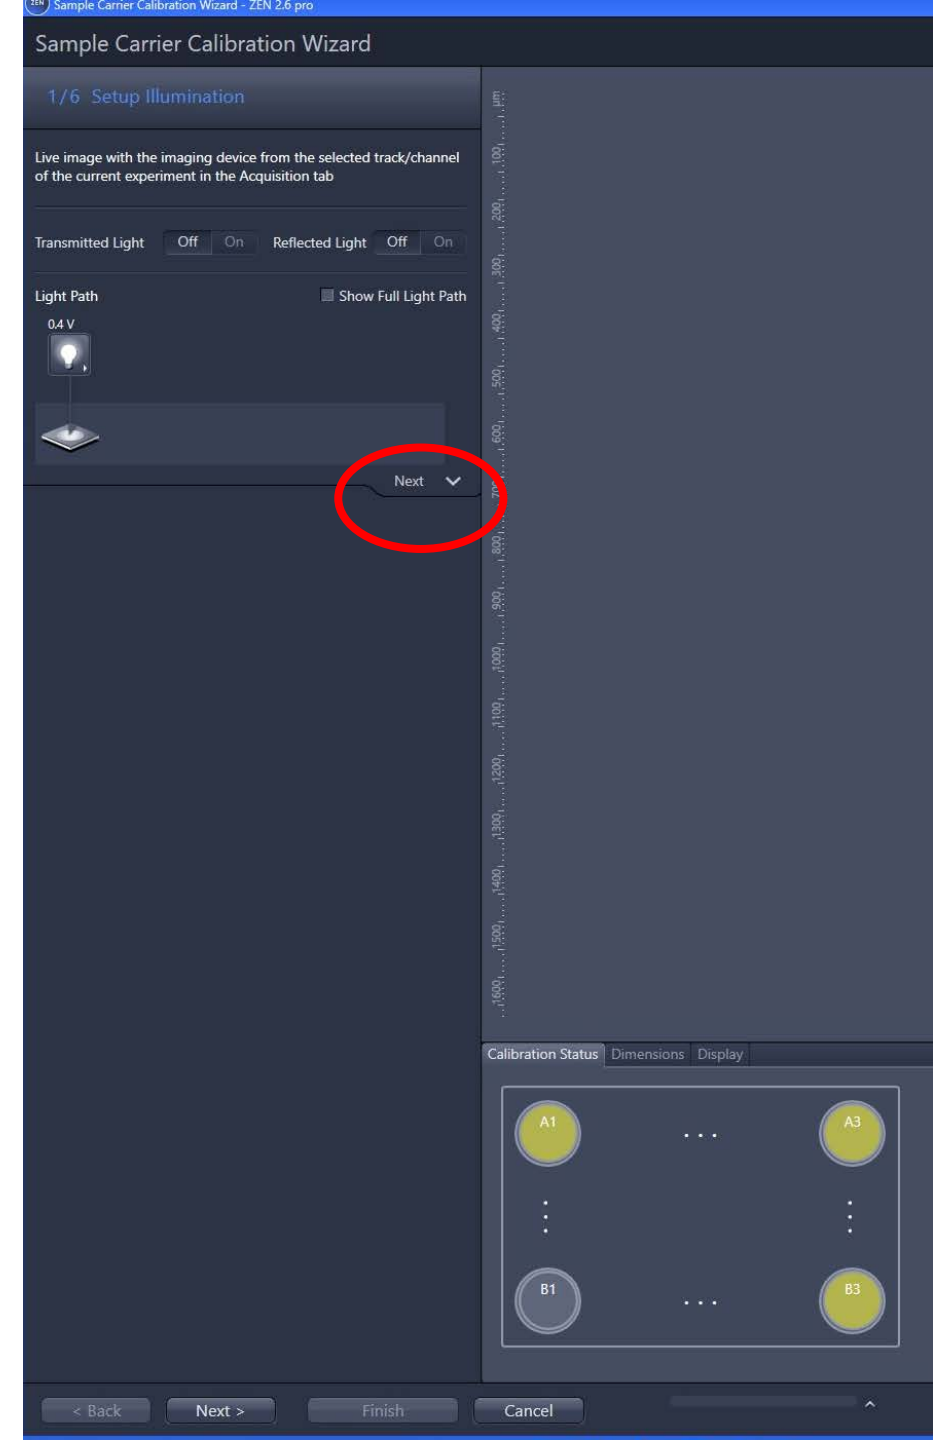 ZEN Sample Carrier Calibration Wizard - ZEN 2.6 pro
Sample Carrier Calibration Wizard
1/6 Setup Illumination
Live image with the imaging device from the selected track/channel
of the current experiment in the Acquisition tab
Transmitted Light Off On Reflected Light Off On
Light Path Show Full Light Path
0.4 V
Next
µm
100
200
300
400
500
600
700
800
900
1000
1100
1200
1300
1400
1500
1600
Calibration Status Dimensions Display
A1 ... A3
B1 ... B3
< Back Next > Finish Cancel